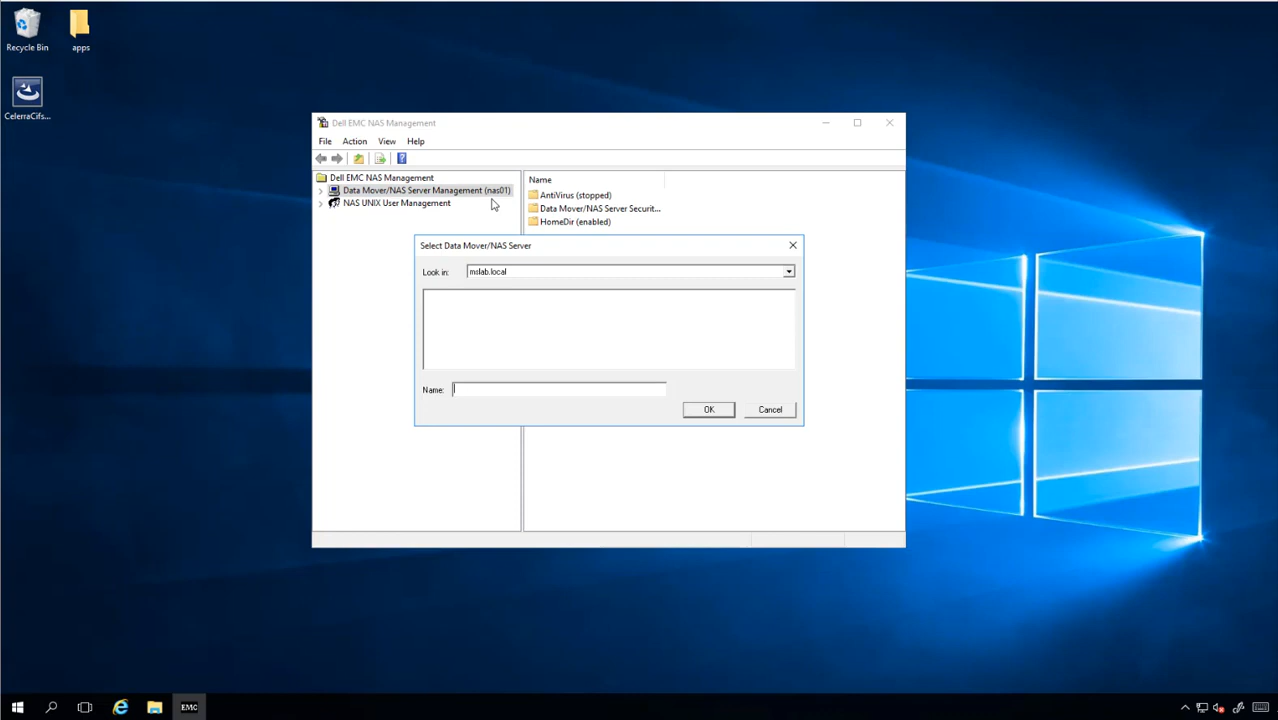 Recycle Bin
apps
CelerraCifs...
Dell EMC NAS Management
File Action View Help
Dell EMC NAS Management
Data Mover/NAS Server Management (nas01)
NAS UNIX User Management
Name
AntiVirus (stopped)
Data Mover/NAS Server Securit...
HomeDir (enabled)
Select Data Mover/NAS Server
Look in: mslab.local
Name:
OK Cancel
EMC